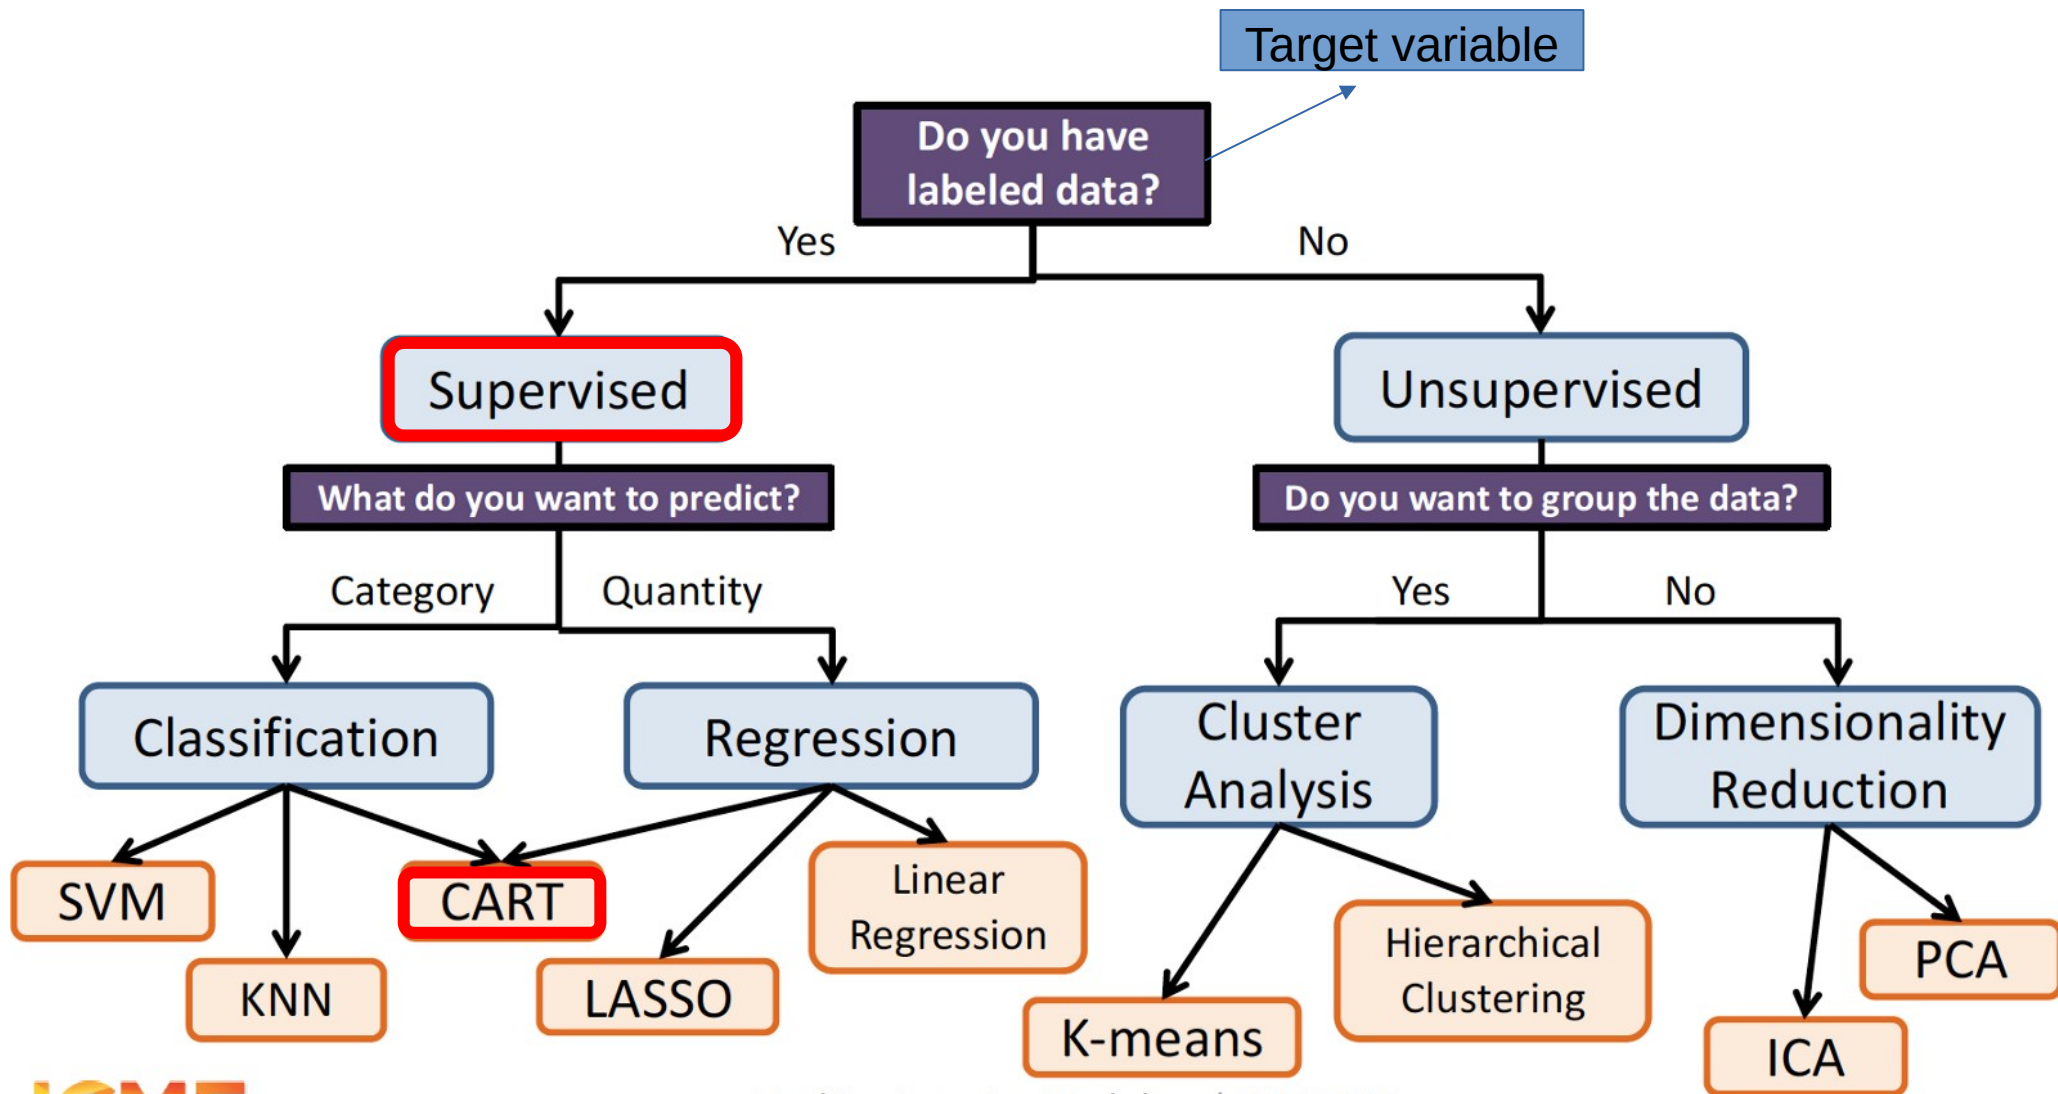 Target variable
Do you have
labeled data?
Yes
No
Supervised
Unsupervised
What do you want to predict?
Do you want to group the data?
Category
Quantity
Yes
No
Classification
Regression
Cluster
Analysis
Dimensionality
Reduction
SVM
KNN
CART
LASSO
Linear
Regression
K-means
Hierarchical
Clustering
ICA
PCA